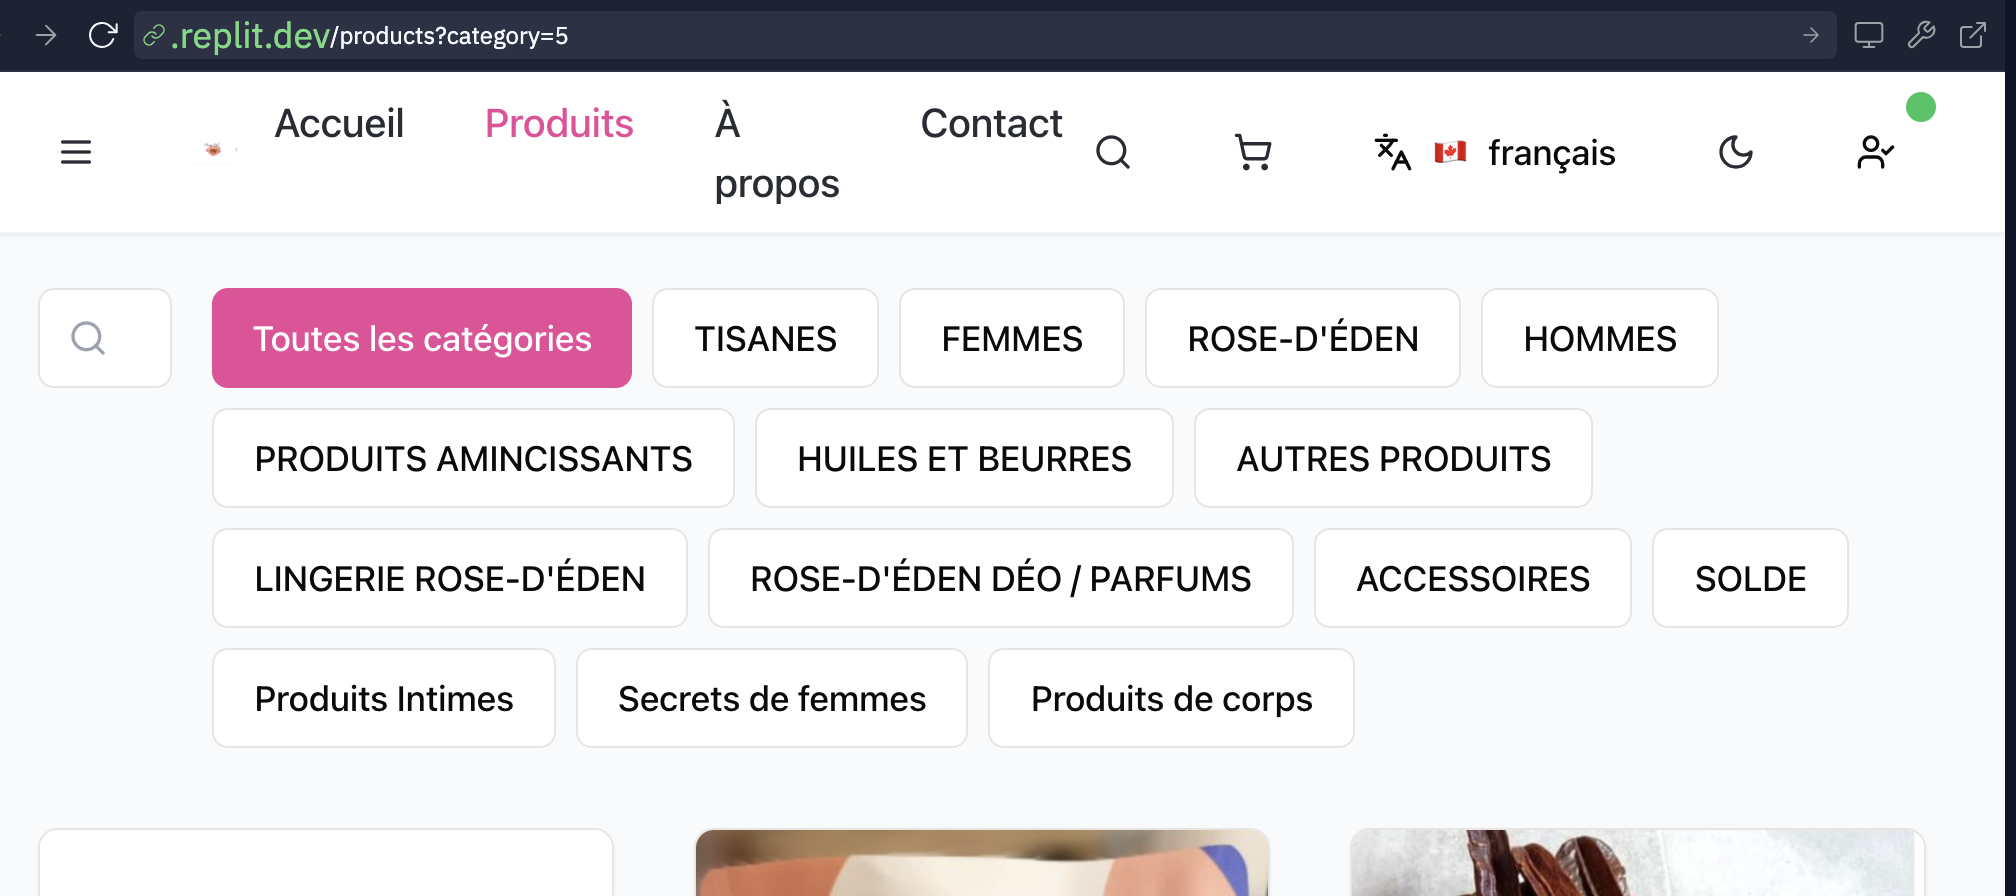 .replit.dev/products?category=5
Accueil
Produits
À
propos
Contact
français
Toutes les catégories
TISANES
FEMMES
ROSE-D'ÉDEN
HOMMES
PRODUITS AMINCISSANTS
HUILES ET BEURRES
AUTRES PRODUITS
LINGERIE ROSE-D'ÉDEN
ROSE-D'ÉDEN DÉO / PARFUMS
ACCESSOIRES
SOLDE
Produits Intimes
Secrets de femmes
Produits de corps